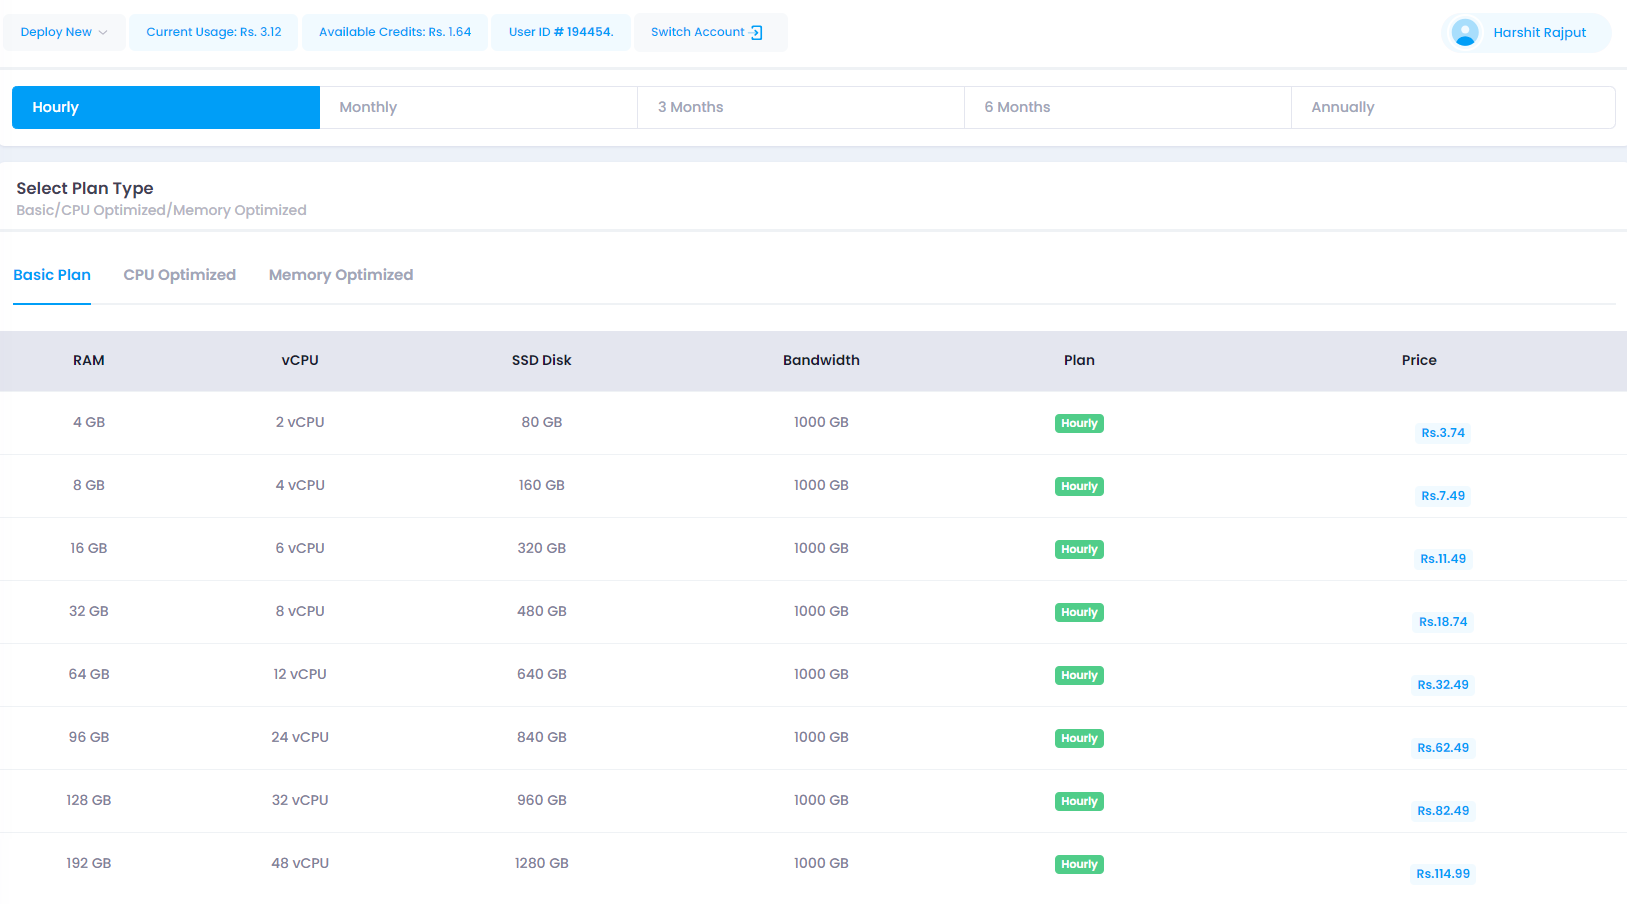 Deploy New Current Usage: Rs. 3.12 Available Credits: Rs. 1.64 User ID # 194454. Switch Account Harshit Rajput
Hourly Monthly 3 Months 6 Months Annually
Select Plan Type
Basic/CPU Optimized/Memory Optimized
Basic Plan CPU Optimized Memory Optimized
RAM vCPU SSD Disk Bandwidth Plan Price
4 GB 2 vCPU 80 GB 1000 GB Hourly Rs.3.74
8 GB 4 vCPU 160 GB 1000 GB Hourly Rs.7.49
16 GB 6 vCPU 320 GB 1000 GB Hourly Rs.11.49
32 GB 8 vCPU 480 GB 1000 GB Hourly Rs.18.74
64 GB 12 vCPU 640 GB 1000 GB Hourly Rs.32.49
96 GB 24 vCPU 840 GB 1000 GB Hourly Rs.62.49
128 GB 32 vCPU 960 GB 1000 GB Hourly Rs.82.49
192 GB 48 vCPU 1280 GB 1000 GB Hourly Rs.114.99